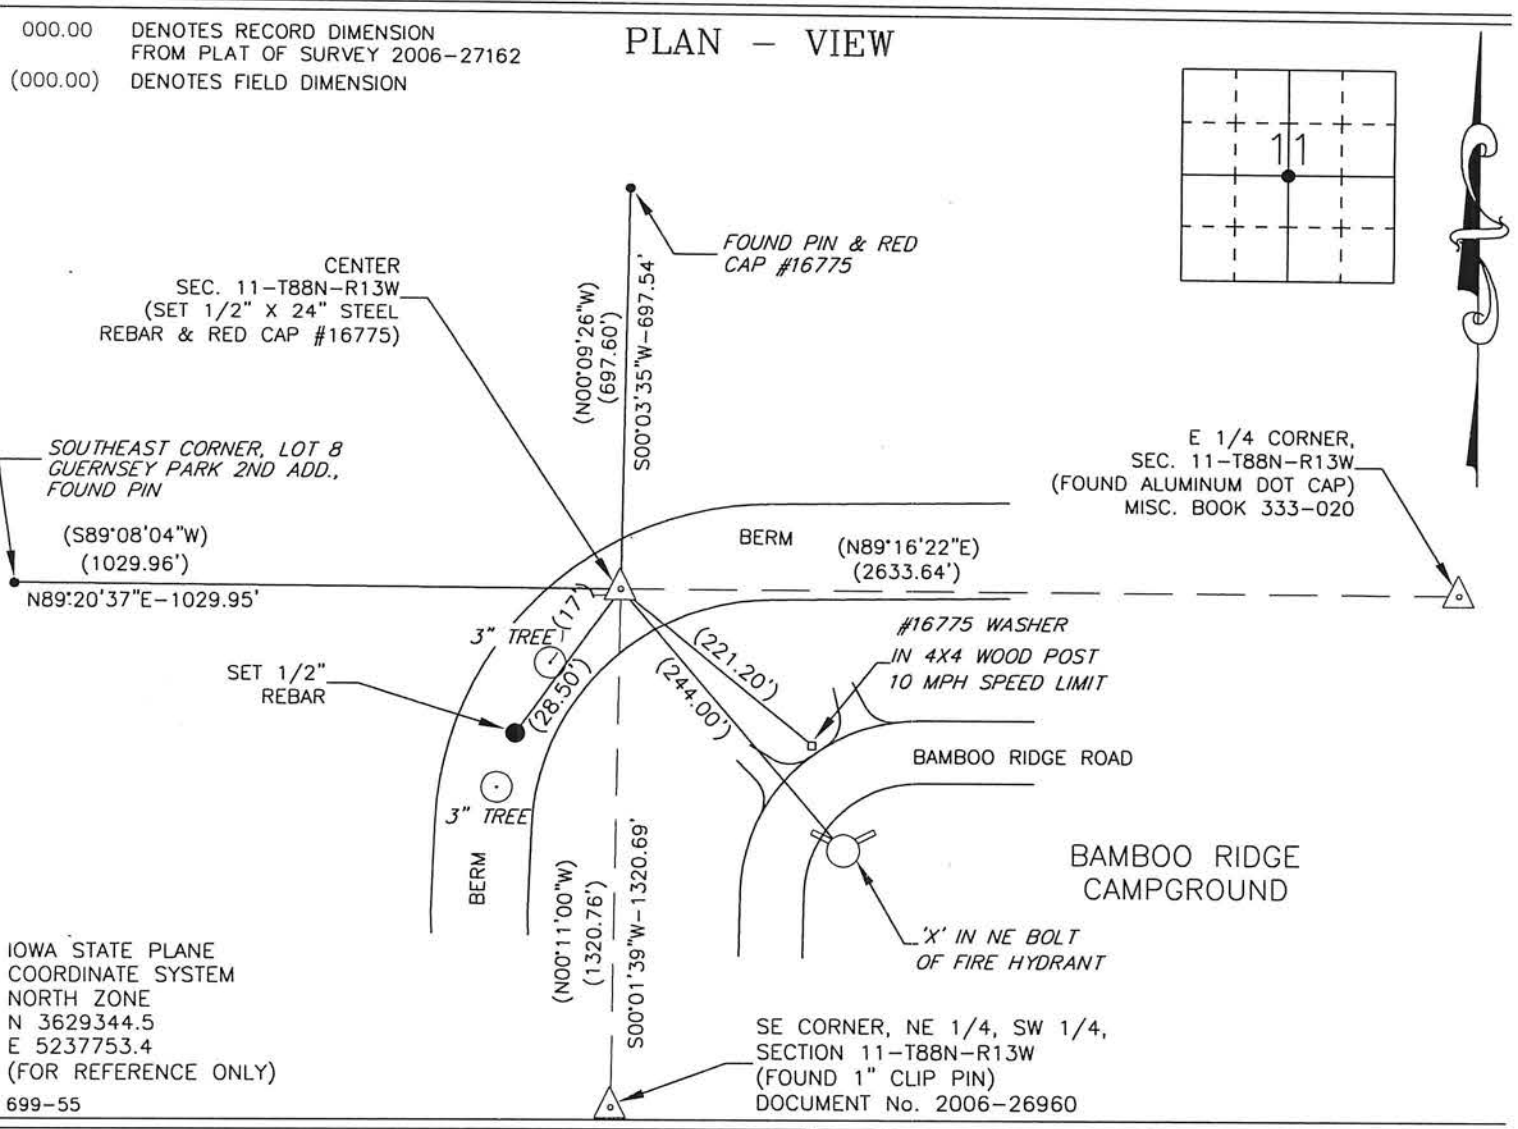 000.00 DENOTES RECORD DIMENSION
FROM PLAT OF SURVEY 2006-27162
(000.00) DENOTES FIELD DIMENSION
PLAN - VIEW
11
FOUND PIN & RED
CAP #16775
CENTER
SEC. 11-T88N-R13W
(SET 1/2" X 24" STEEL
REBAR & RED CAP #16775)
(N00°09'26"W)
(697.60')
S00°03'35"W-697.54'
SOUTHEAST CORNER, LOT 8
GUERNSEY PARK 2ND ADD.,
FOUND PIN
(S89°08'04"W)
(1029.96')
N89°20'37"E-1029.95'
E 1/4 CORNER,
SEC. 11-T88N-R13W
(FOUND ALUMINUM DOT CAP)
MISC. BOOK 333-020
BERM
(N89°16'22"E)
(2633.64')
(17')
3" TREE
(28.50')
SET 1/2"
REBAR
3" TREE
BERM
(221.20')
(244.00')
#16775 WASHER
IN 4X4 WOOD POST
10 MPH SPEED LIMIT
BAMBOO RIDGE ROAD
BAMBOO RIDGE
CAMPGROUND
'X' IN NE BOLT
OF FIRE HYDRANT
(N00°11'00"W)
(1320.76')
S00°01'39"W-1320.69'
IOWA STATE PLANE
COORDINATE SYSTEM
NORTH ZONE
N 3629344.5
E 5237753.4
(FOR REFERENCE ONLY)
699-55
SE CORNER, NE 1/4, SW 1/4,
SECTION 11-T88N-R13W
(FOUND 1" CLIP PIN)
DOCUMENT No. 2006-26960